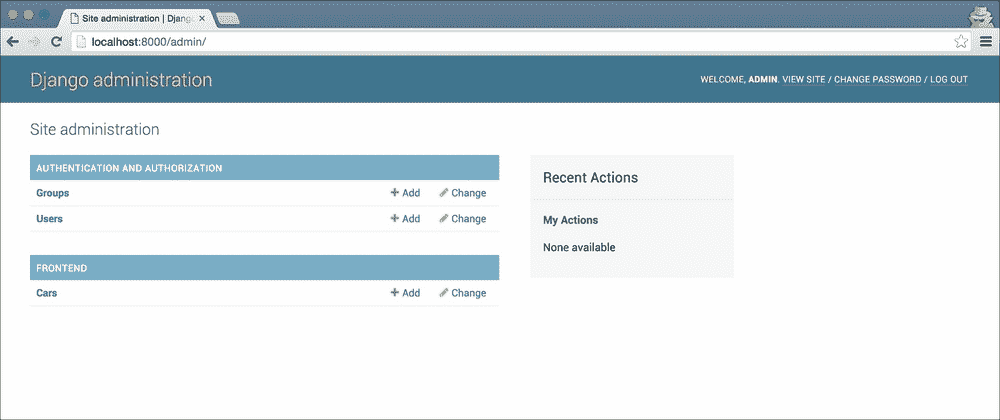 Site administration | Djang
localhost:8000/admin/
Django administration
WELCOME, ADMIN. VIEW SITE / CHANGE PASSWORD / LOG OUT
Site administration
AUTHENTICATION AND AUTHORIZATION
Groups + Add Change
Users + Add Change
FRONTEND
Cars + Add Change
Recent Actions
My Actions
None available